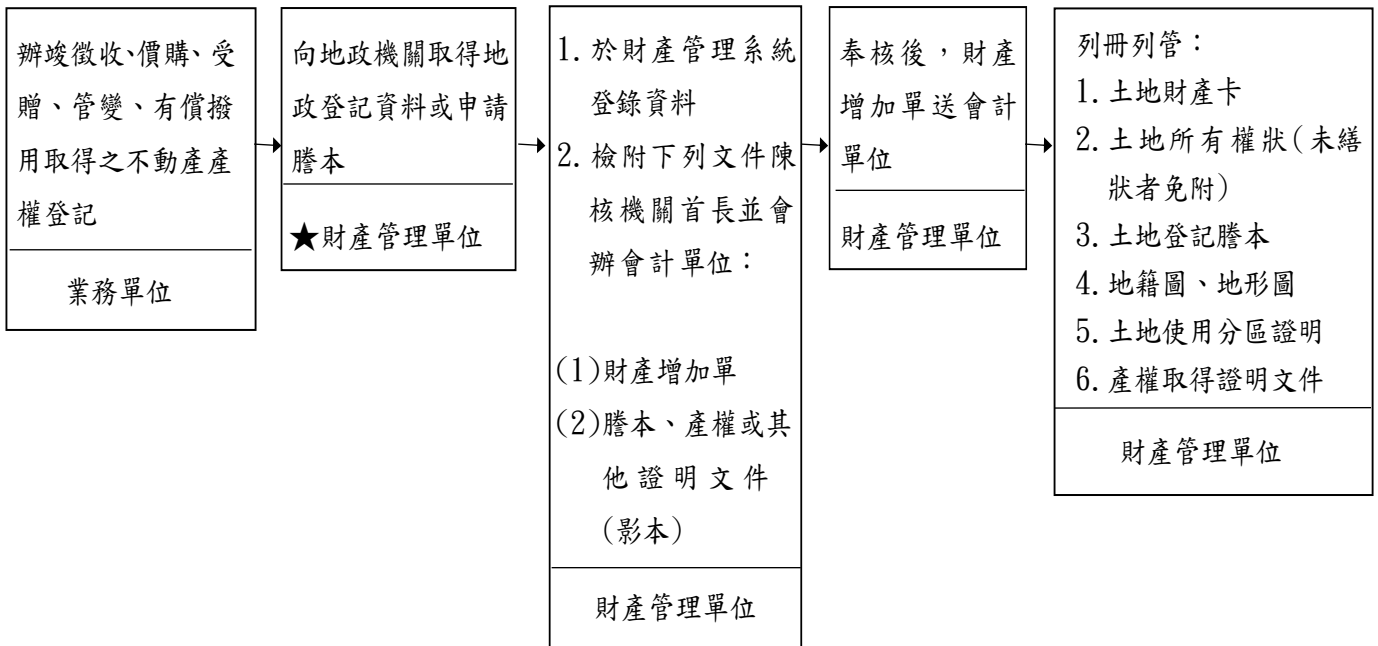 辦竣徵收、價購、受
贈、管變、有償撥
用取得之不動產產
權登記
業務單位
向地政機關取得地
政登記資料或申請
謄本
★財產管理單位
1. 於財產管理系統
登錄資料
2. 檢附下列文件陳
核機關首長並會
辦會計單位：
(1)財產增加單
(2)謄本、產權或其
他證明文件
(影本)
財產管理單位
奉核後，財產
增加單送會計
單位
財產管理單位
列冊列管：
1. 土地財產卡
2. 土地所有權狀(未繕
狀者免附)
3. 土地登記謄本
4. 地籍圖、地形圖
5. 土地使用分區證明
6. 產權取得證明文件
財產管理單位